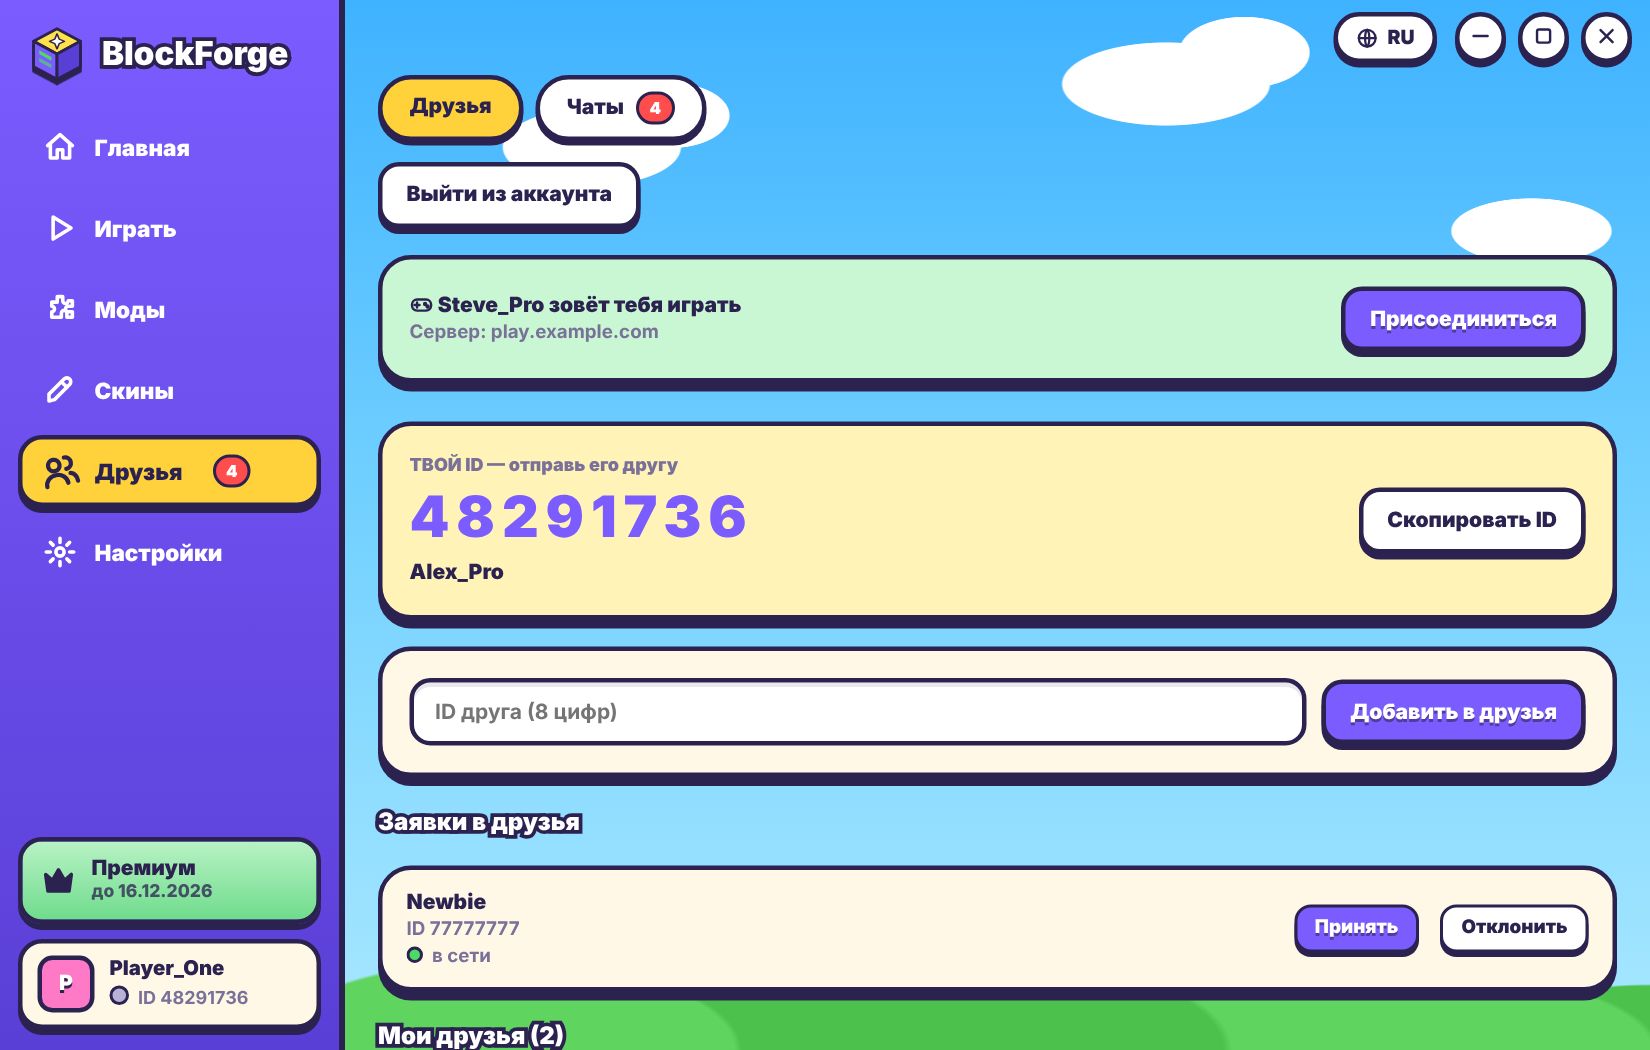 BlockForge
Главная
Играть
Моды
Скины
Друзья 4
Настройки
Премиум
до 16.12.2026
P
Player_One
ID 48291736
RU
Друзья
Чаты 4
Выйти из аккаунта
Steve_Pro зовёт тебя играть
Сервер: play.example.com
Присоединиться
ТВОЙ ID — отправь его другу
48291736
Alex_Pro
Скопировать ID
ID друга (8 цифр)
Добавить в друзья
Заявки в друзья
Newbie
ID 77777777
в сети
Принять
Отклонить
Мои друзья (2)